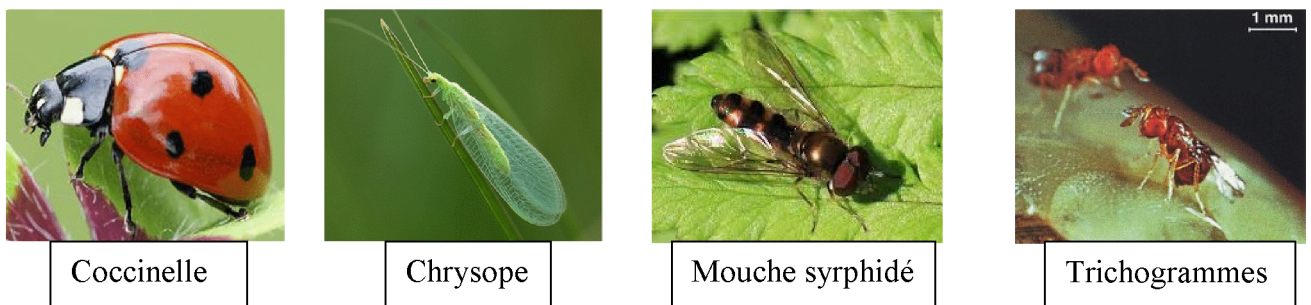 1 mm
Coccinelle
Chrysope
Mouche syrphidé
Trichogrammes